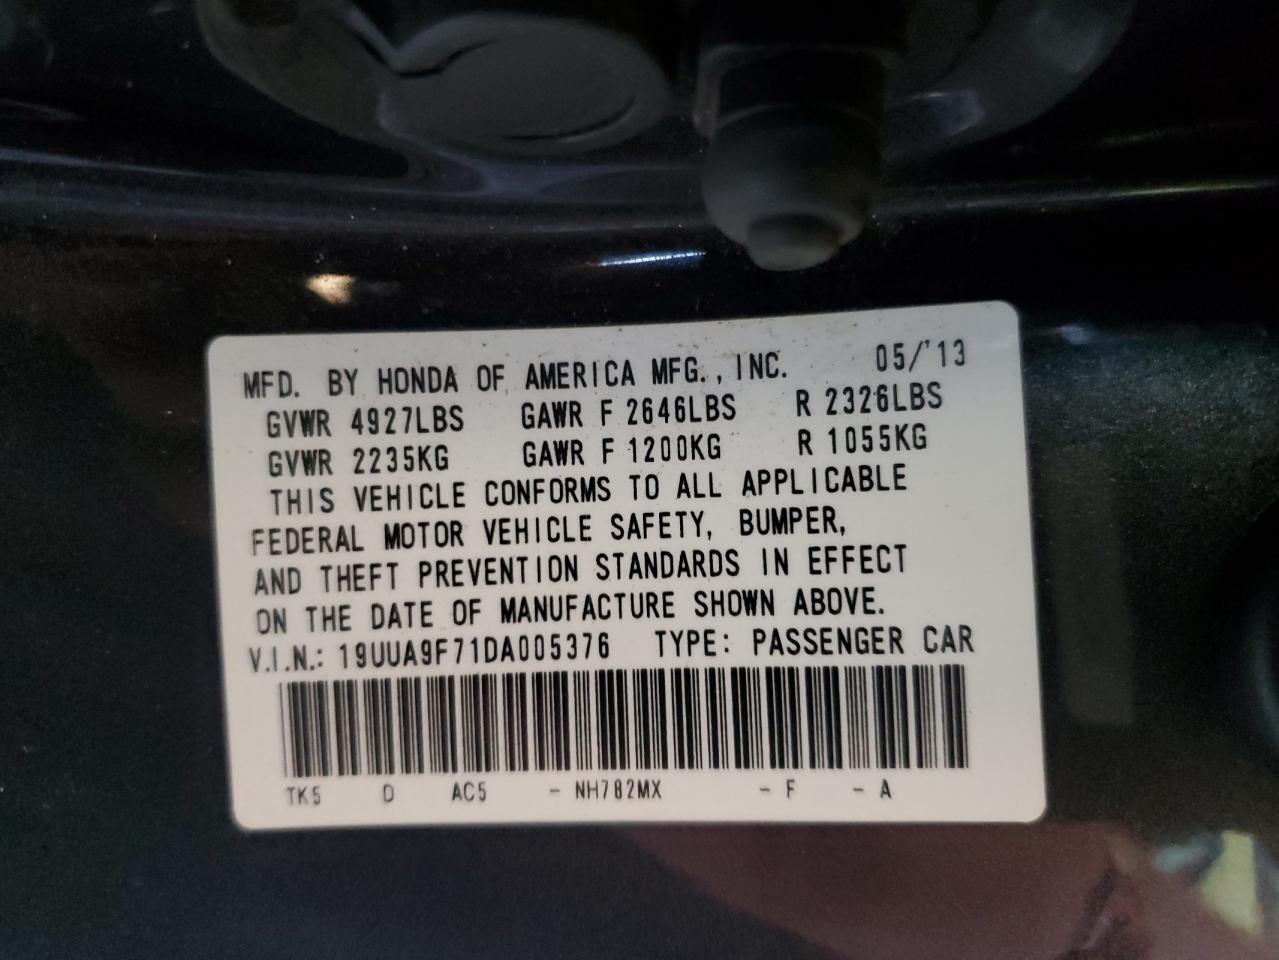 MFD. BY HONDA OF AMERICA MFG., INC. 05/'13
GVWR 4927LBS GAWR F 2646LBS R 2326LBS
GVWR 2235KG GAWR F 1200KG R 1055KG
THIS VEHICLE CONFORMS TO ALL APPLICABLE
FEDERAL MOTOR VEHICLE SAFETY, BUMPER,
AND THEFT PREVENTION STANDARDS IN EFFECT
ON THE DATE OF MANUFACTURE SHOWN ABOVE.
V.I.N.: 19UUA9F71DA005376 TYPE: PASSENGER CAR
TK5 D AC5 - NH782MX - F - A